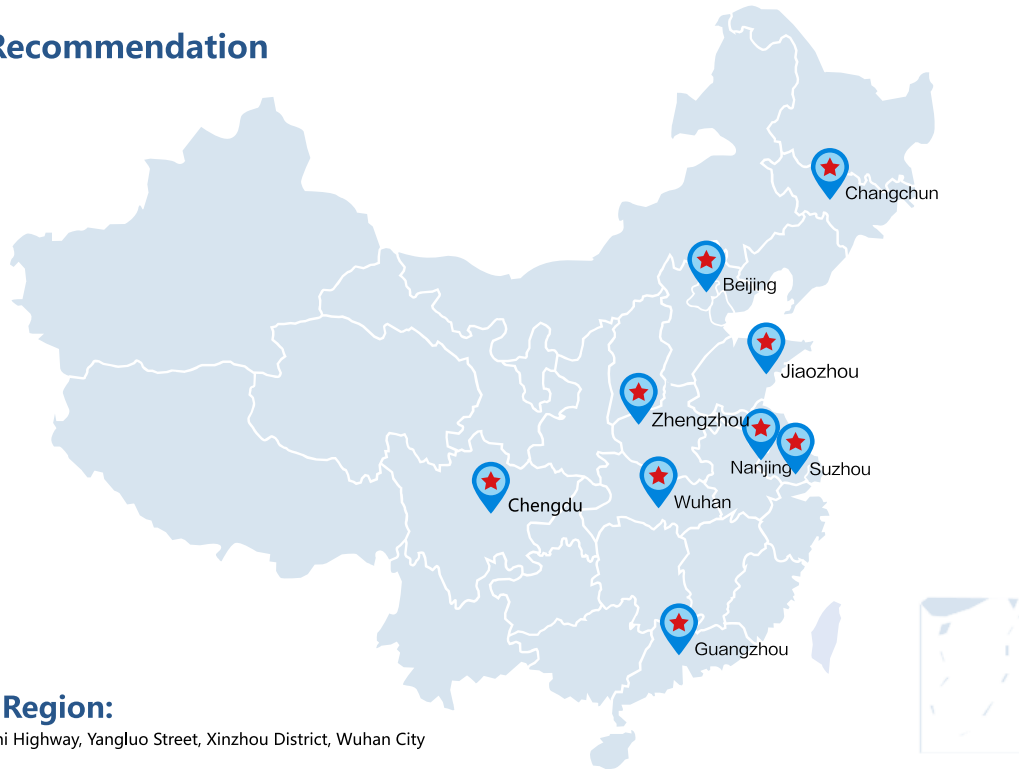 Recommendation
Changchun
Beijing
Jiaozhou
Zhengzhou
Nanjing
Suzhou
Chengdu
Wuhan
Guangzhou
Region:
Highway, Yangluo Street, Xinzhou District, Wuhan City